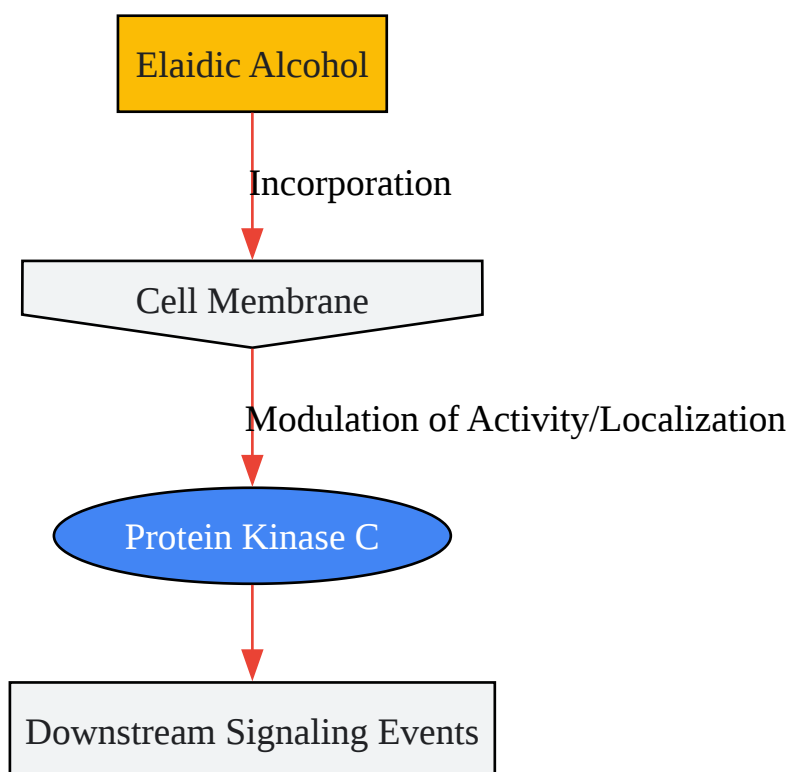 Elaidic Alcohol
Incorporation
Cell Membrane
Modulation of Activity/Localization
Protein Kinase C
Downstream Signaling Events